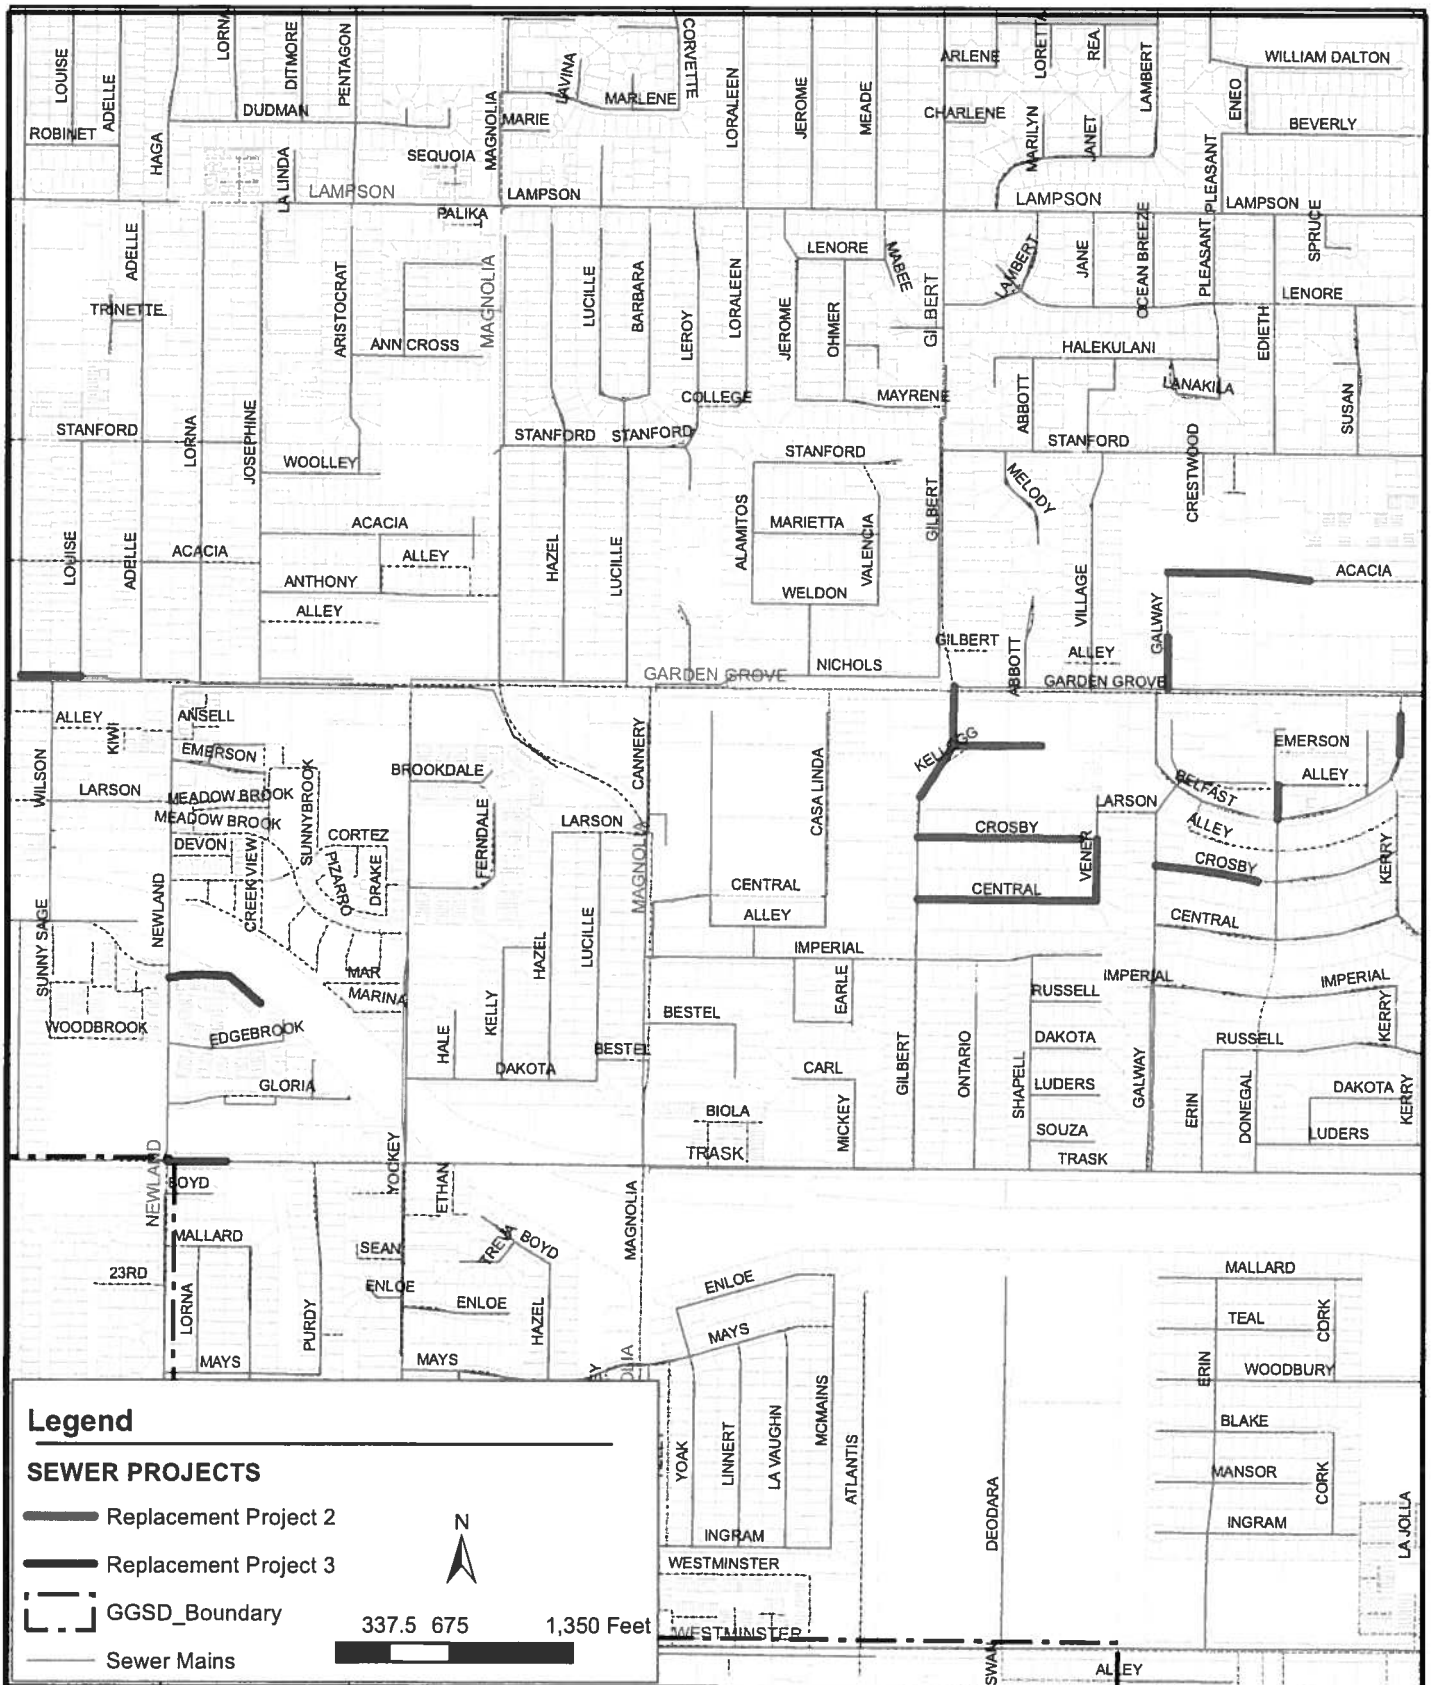 LOUISE
ADELLE
ROBINET
HAGA
LORNA
DITMORE
PENTAGON
DUDMAN
LA LINDA
SEQUOIA
MAGNOLIA
LAVINA
MARIE
MARLENE
CORVETTE
LORALEEN
JEROME
MEADE
ARLENE
CHARLENE
LORETTA
REA
LAMBERT
MARILYN
JANET
PLEASANT
ENEO
WILLIAM DALTON
BEVERLY
LAMPSON
LAMPSON
LAMPSON
LAMPSON
PALIKA
ADELLE
TRINETTE
ARISTOCRAT
ANN CROSS
MAGNOLIA
LUCILLE
BARBARA
LEROY
LORALEEN
LENORE
MABEE
JEROME
OHMER
GILBERT
LAMBERT
JANE
OCEAN BREEZE
PLEASANT
SPRUCE
LENORE
EDIETH
HALEKULANI
LANAKILA
SUSAN
COLLEGE
MAYRENE
ABBOTT
STANFORD
LORNA
JOSEPHINE
WOOLLEY
STANFORD
STANFORD
STANFORD
STANFORD
CRESTWOOD
MELODY
GILBERT
ALAMITOS
MARIETTA
VALENCIA
WELDON
ACACIA
ALLEY
LOUISE
ADELLE
ACACIA
ANTHONY
ALLEY
HAZEL
LUCILLE
VILLAGE
GALWAY
ACACIA
GILBERT
ABBOTT
ALLEY
NICHOLS
GARDEN GROVE
GARDEN GROVE
ALLEY
KIWI
ANSELL
EMERSON
WILSON
LARSON
MEADOW BROOK
MEADOW BROOK
SUNNYBROOK
DEVON
CREEKVIEW
CORTEZ
PIZARRO
DRAKE
BROOKDALE
FERNDALE
CANNERY
LARSON
MAGNOLIA
CASA LINDA
KELLOGG
EMERSON
BELFAST
ALLEY
LARSON
ALLEY
CROSBY
VENER
CROSBY
KERRY
CENTRAL
CENTRAL
CENTRAL
ALLEY
SUNNY SAGE
NEWLAND
HAZEL
LUCILLE
IMPERIAL
IMPERIAL
IMPERIAL
MAR
MARINA
WOODBROOK
EDGEBROOK
KELLY
HALE
EARLE
BESTEL
BESTEL
RUSSELL
RUSSELL
KERRY
DAKOTA
DAKOTA
CARL
GILBERT
ONTARIO
SHAPELL
LUDERS
GALWAY
ERIN
DONEGAL
DAKOTA
KERRY
GLORIA
BIOLA
MICKEY
SOUZA
LUDERS
TRASK
TRASK
NEWLAND
BOYD
YOCKEY
ETHAN
MALLARD
SEAN
TREVA
BOYD
MAGNOLIA
23RD
LORNA
ENLOE
ENLOE
PURDY
HAZEL
ENLOE
MAYS
MAYS
MAYS
MALLARD
TEAL
CORK
WOODBURY
ERIN
BLAKE
MANSOR
CORK
INGRAM
LA JOLLA
YOAK
LINNERT
LA VAUGHN
MCMAINS
ATLANTIS
DEODARA
INGRAM
WESTMINSTER
WESTMINSTER
SWAN
ALLEY
Legend
SEWER PROJECTS
Replacement Project 2
Replacement Project 3
GGSD_Boundary
Sewer Mains
N
337.5 675 1,350 Feet